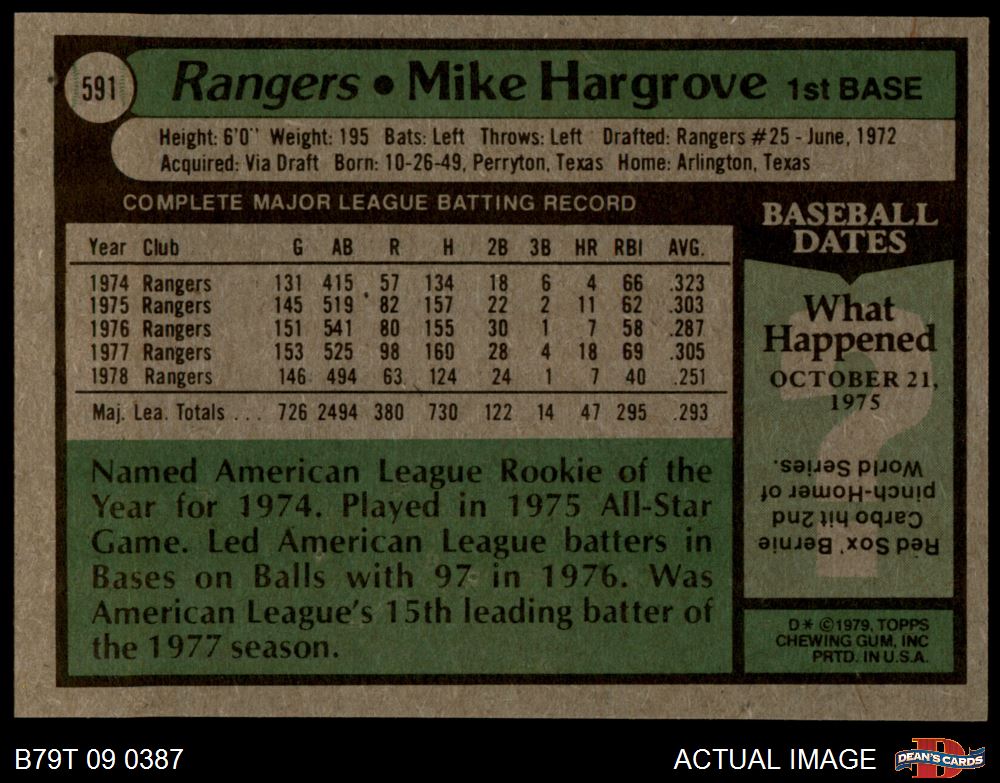 591 Rangers • Mike Hargrove 1st BASE
Height: 6'0" Weight: 195 Bats: Left Throws: Left Drafted: Rangers #25 - June, 1972
Acquired: Via Draft Born: 10-26-49, Perryton, Texas Home: Arlington, Texas
COMPLETE MAJOR LEAGUE BATTING RECORD
Year Club G AB R H 2B 3B HR RBI AVG.
1974 Rangers 131 415 57 134 18 6 4 66 .323
1975 Rangers 145 519 82 157 22 2 11 62 .303
1976 Rangers 151 541 80 155 30 1 7 58 .287
1977 Rangers 153 525 98 160 28 4 18 69 .305
1978 Rangers 146 494 63 124 24 1 7 40 .251
Maj. Lea. Totals ... 726 2494 380 730 122 14 47 295 .293
Named American League Rookie of the
Year for 1974. Played in 1975 All-Star
Game. Led American League batters in
Bases on Balls with 97 in 1976. Was
American League's 15th leading batter of
the 1977 season.
BASEBALL
DATES
What
Happened
OCTOBER 21,
1975
?
Red Sox' Bernie
Carbo hit 2nd
pinch-Homer of
World Series.
D* ©1979, TOPPS
CHEWING GUM, INC
PRTD. IN U.S.A.
B79T 09 0387
ACTUAL IMAGE
D
DEAN'S CARDS